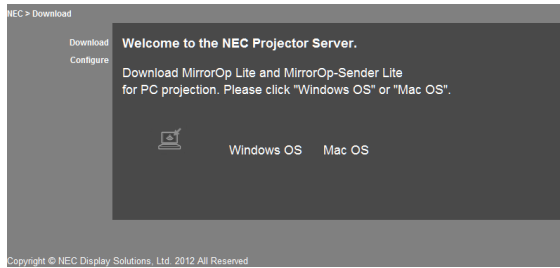 NEC > Download
Download
Configure
Welcome to the NEC Projector Server.
Download MirrorOp Lite and MirrorOp-Sender Lite
for PC projection. Please click "Windows OS" or "Mac OS".
Windows OS Mac OS
Copyright © NEC Display Solutions, Ltd. 2012 All Reserved